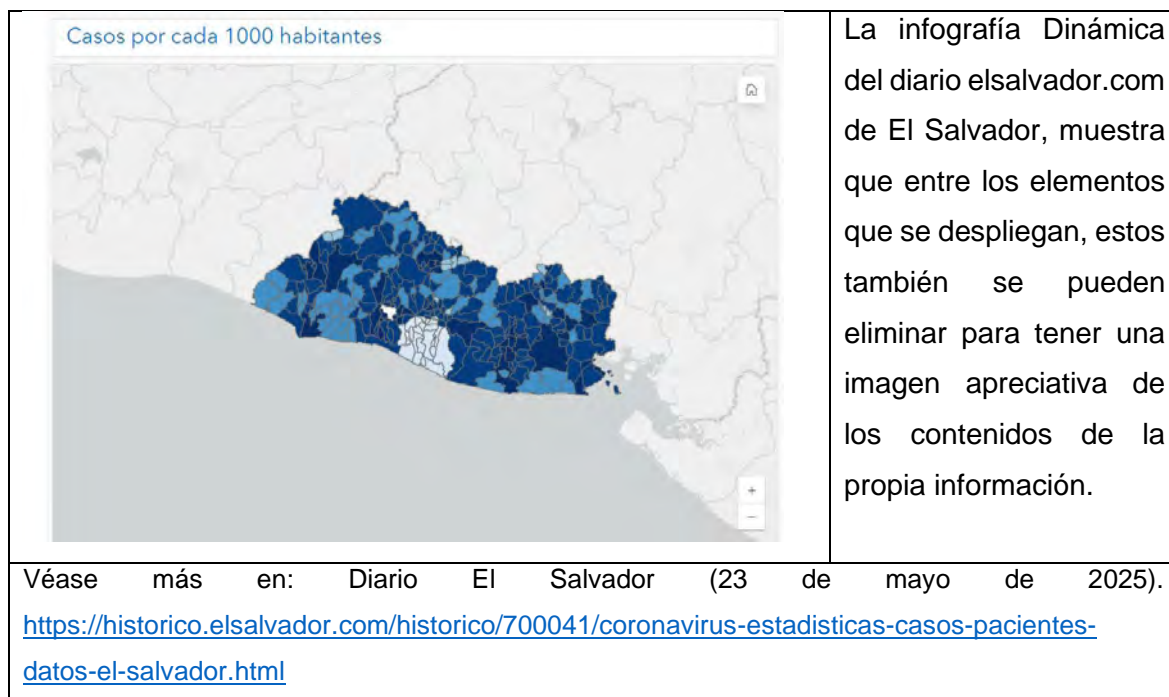 Casos por cada 1000 habitantes
La infografía Dinámica
del diario elsalvador.com
de El Salvador, muestra
que entre los elementos
que se despliegan, estos
también se pueden
eliminar para tener una
imagen apreciativa de
los contenidos de la
propia información.
+
−
Véase más en: Diario El Salvador (23 de mayo de 2025).
https://historico.elsalvador.com/historico/700041/coronavirus-estadisticas-casos-pacientes-
datos-el-salvador.html